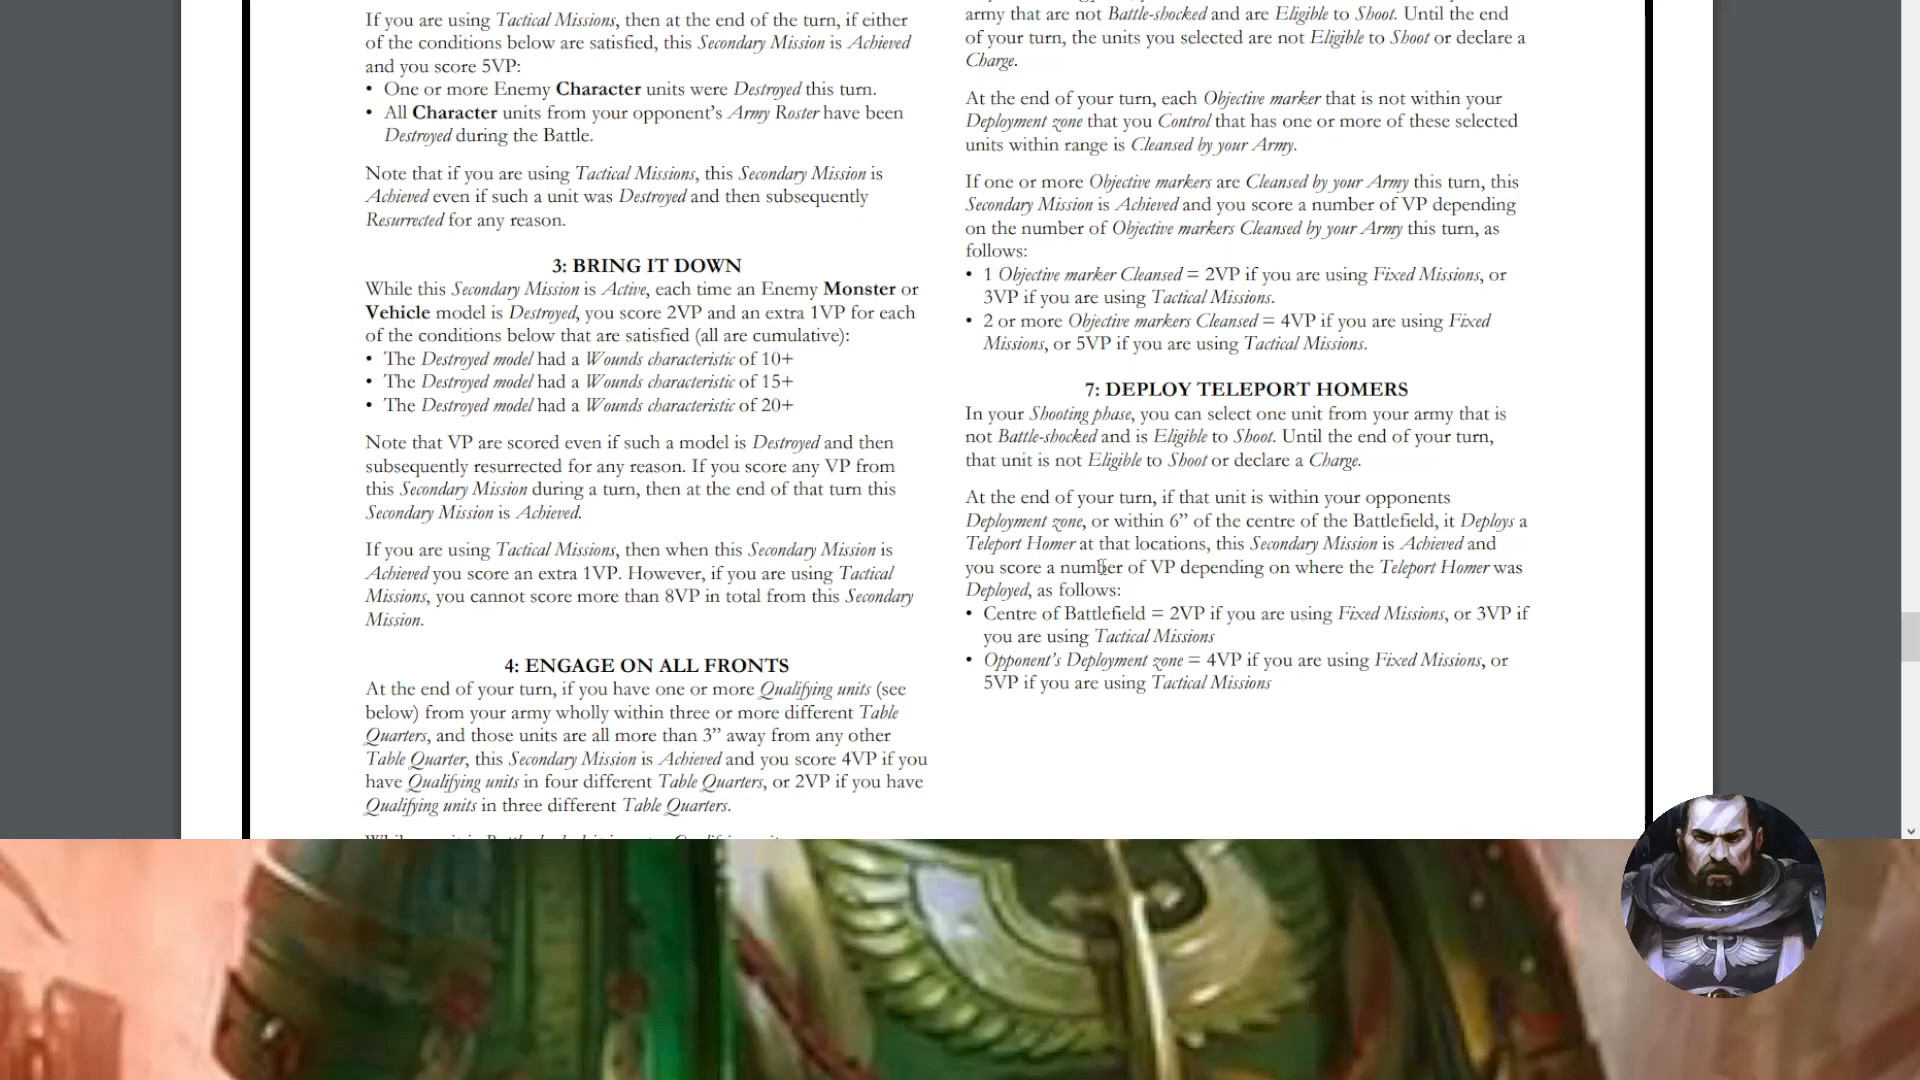 If you are using Tactical Missions, then at the end of the turn, if either
of the conditions below are satisfied, this Secondary Mission is Achieved
and you score 5VP:
• One or more Enemy Character units were Destroyed this turn.
• All Character units from your opponent’s Army Roster have been
Destroyed during the Battle.
Note that if you are using Tactical Missions, this Secondary Mission is
Achieved even if such a unit was Destroyed and then subsequently
Resurrected for any reason.
3: BRING IT DOWN
While this Secondary Mission is Active, each time an Enemy Monster or
Vehicle model is Destroyed, you score 2VP and an extra 1VP for each
of the conditions below that are satisfied (all are cumulative):
• The Destroyed model had a Wounds characteristic of 10+
• The Destroyed model had a Wounds characteristic of 15+
• The Destroyed model had a Wounds characteristic of 20+
Note that VP are scored even if such a model is Destroyed and then
subsequently resurrected for any reason. If you score any VP from
this Secondary Mission during a turn, then at the end of that turn this
Secondary Mission is Achieved.
If you are using Tactical Missions, then when this Secondary Mission is
Achieved you score an extra 1VP. However, if you are using Tactical
Missions, you cannot score more than 8VP in total from this Secondary
Mission.
4: ENGAGE ON ALL FRONTS
At the end of your turn, if you have one or more Qualifying units (see
below) from your army wholly within three or more different Table
Quarters, and those units are all more than 3” away from any other
Table Quarter, this Secondary Mission is Achieved and you score 4VP if you
have Qualifying units in four different Table Quarters, or 2VP if you have
Qualifying units in three different Table Quarters.
army that are not Battle-shocked and are Eligible to Shoot. Until the end
of your turn, the units you selected are not Eligible to Shoot or declare a
Charge.
At the end of your turn, each Objective marker that is not within your
Deployment zone that you Control that has one or more of these selected
units within range is Cleansed by your Army.
If one or more Objective markers are Cleansed by your Army this turn, this
Secondary Mission is Achieved and you score a number of VP depending
on the number of Objective markers Cleansed by your Army this turn, as
follows:
• 1 Objective marker Cleansed = 2VP if you are using Fixed Missions, or
3VP if you are using Tactical Missions.
• 2 or more Objective markers Cleansed = 4VP if you are using Fixed
Missions, or 5VP if you are using Tactical Missions.
7: DEPLOY TELEPORT HOMERS
In your Shooting phase, you can select one unit from your army that is
not Battle-shocked and is Eligible to Shoot. Until the end of your turn,
that unit is not Eligible to Shoot or declare a Charge.
At the end of your turn, if that unit is within your opponents
Deployment zone, or within 6” of the centre of the Battlefield, it Deploys a
Teleport Homer at that locations, this Secondary Mission is Achieved and
you score a number of VP depending on where the Teleport Homer was
Deployed, as follows:
• Centre of Battlefield = 2VP if you are using Fixed Missions, or 3VP if
you are using Tactical Missions
• Opponent’s Deployment zone = 4VP if you are using Fixed Missions, or
5VP if you are using Tactical Missions